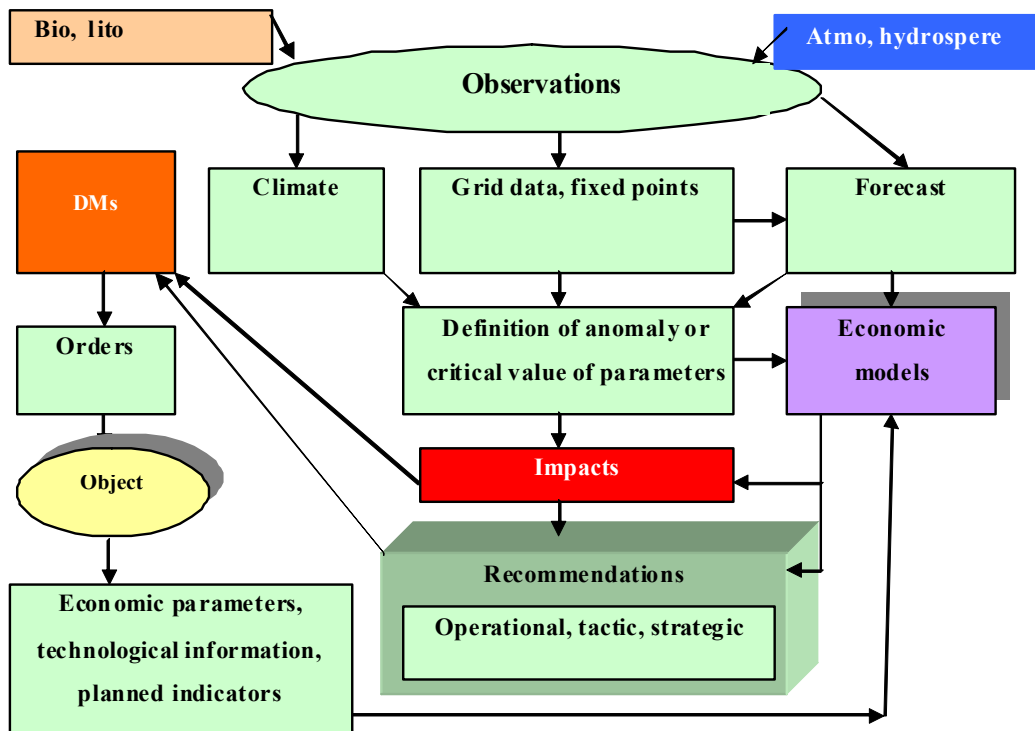 Bio, lito
Atmo, hydrospere
Observations
DMs
Climate
Grid data, fixed points
Forecast
Orders
Definition of anomaly or
critical value of parameters
Economic
models
Object
Impacts
Recommendations
Operational, tactic, strategic
Economic parameters,
technological information,
planned indicators